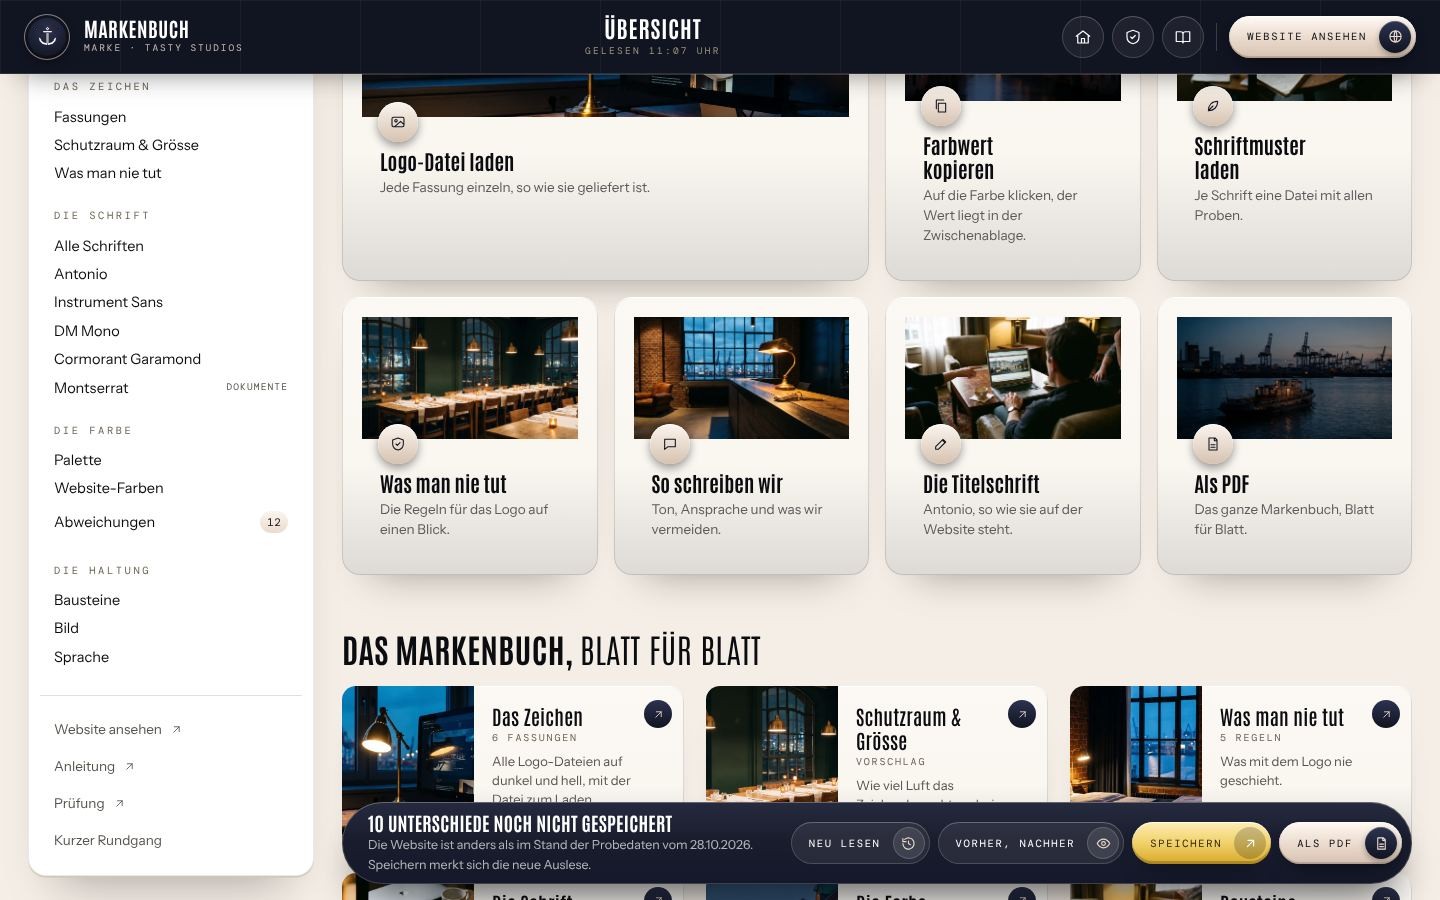 MARKENBUCH
MARKE · TASTY STUDIOS
ÜBERSICHT
GELESEN 11:07 UHR
WEBSITE ANSEHEN
DAS ZEICHEN
Fassungen
Schutzraum & Grösse
Was man nie tut
DIE SCHRIFT
Alle Schriften
Antonio
Instrument Sans
DM Mono
Cormorant Garamond
Montserrat DOKUMENTE
DIE FARBE
Palette
Website-Farben
Abweichungen 12
DIE HALTUNG
Bausteine
Bild
Sprache
Website ansehen
Anleitung
Prüfung
Kurzer Rundgang
Logo-Datei laden
Jede Fassung einzeln, so wie sie geliefert ist.
Farbwert
kopieren
Auf die Farbe klicken, der
Wert liegt in der
Zwischenablage.
Schriftmuster
laden
Je Schrift eine Datei mit allen
Proben.
Was man nie tut
Die Regeln für das Logo auf
einen Blick.
So schreiben wir
Ton, Ansprache und was wir
vermeiden.
Die Titelschrift
Antonio, so wie sie auf der
Website steht.
Als PDF
Das ganze Markenbuch, Blatt
für Blatt.
DAS MARKENBUCH, BLATT FÜR BLATT
Das Zeichen
6 FASSUNGEN
Alle Logo-Dateien auf
dunkel und hell, mit der
Datei zum Laden
Schutzraum &
Grösse
VORSCHLAG
Wie viel Luft das
Was man nie tut
5 REGELN
Was mit dem Logo nie
geschieht.
10 UNTERSCHIEDE NOCH NICHT GESPEICHERT
Die Website ist anders als im Stand der Probedaten vom 28.10.2026.
Speichern merkt sich die neue Auslese.
NEU LESEN
VORHER, NACHHER
SPEICHERN
ALS PDF
Die Schrift
Die Farbe
Bausteine